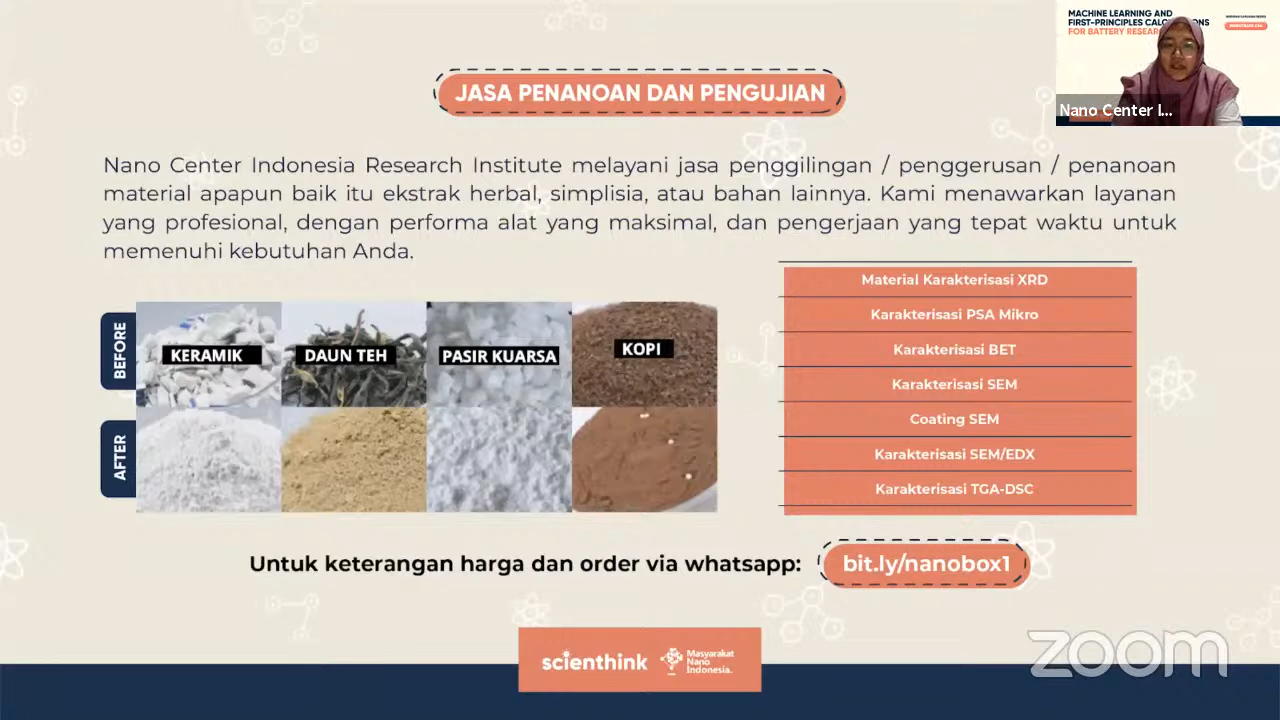 MACHINE LEARNING AND
FIRST-PRINCIPLES
FOR BATTERY
Nano Center I...
JASA PENANOAN DAN PENGUJIAN
Nano Center Indonesia Research Institute melayani jasa penggilingan / penggerusan / penanoan
material apapun baik itu ekstrak herbal, simplisia, atau bahan lainnya. Kami menawarkan layanan
yang profesional, dengan performa alat yang maksimal, dan pengerjaan yang tepat waktu untuk
memenuhi kebutuhan Anda.
BEFORE
KERAMIK
DAUN TEH
PASIR KUARSA
KOPI
AFTER
Material Karakterisasi XRD
Karakterisasi PSA Mikro
Karakterisasi BET
Karakterisasi SEM
Coating SEM
Karakterisasi SEM/EDX
Karakterisasi TGA-DSC
Untuk keterangan harga dan order via whatsapp: bit.ly/nanobox1
scienthink
Masyarakat
Nano
Indonesia.
zoom